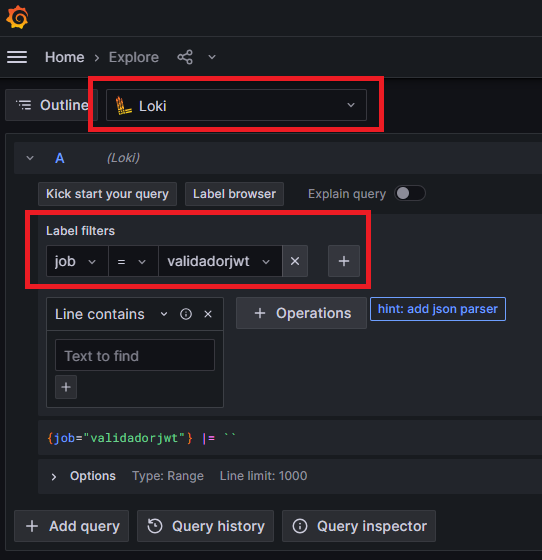 Home > Explore
Outline
Loki
A (Loki)
Kick start your query Label browser Explain query
Label filters
job = validadorjwt
Line contains
+ Operations hint: add json parser
Text to find
{job="validadorjwt"} |= ``
Options Type: Range Line limit: 1000
+ Add query Query history Query inspector